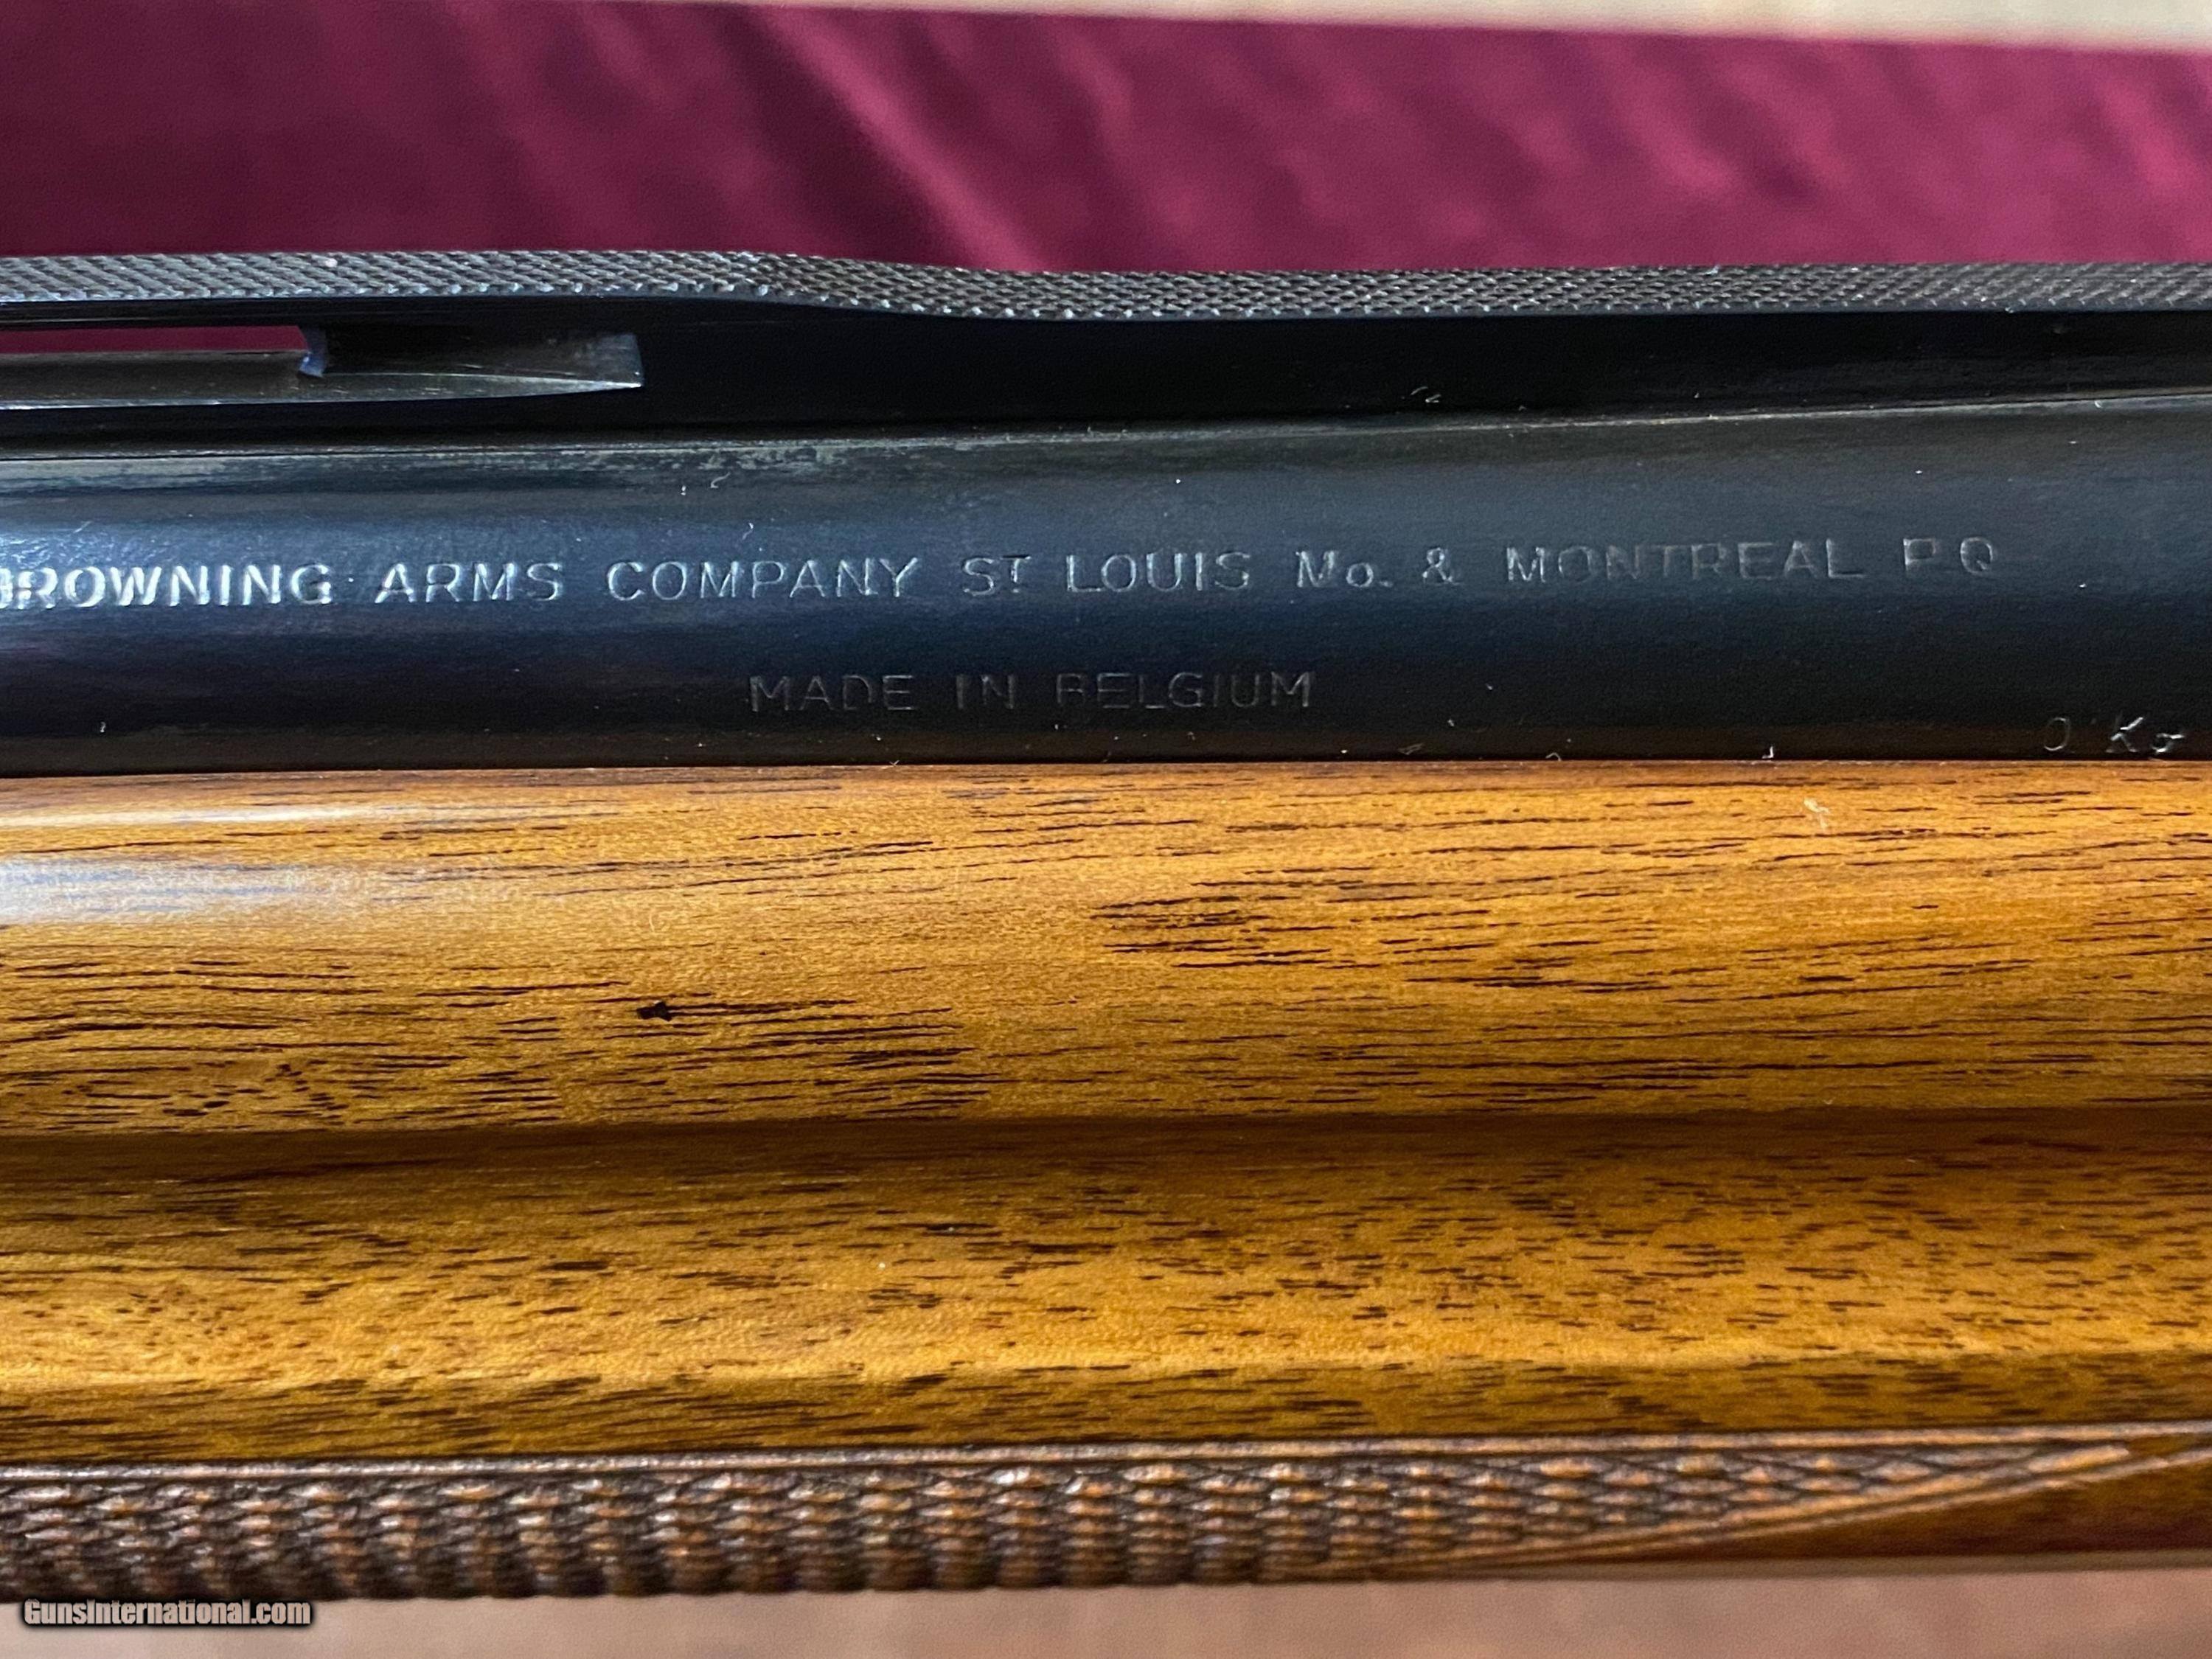 BROWNING ARMS COMPANY ST LOUIS Mo. & MONTREAL P.Q
MADE IN BELGIUM
GunsInternational.com